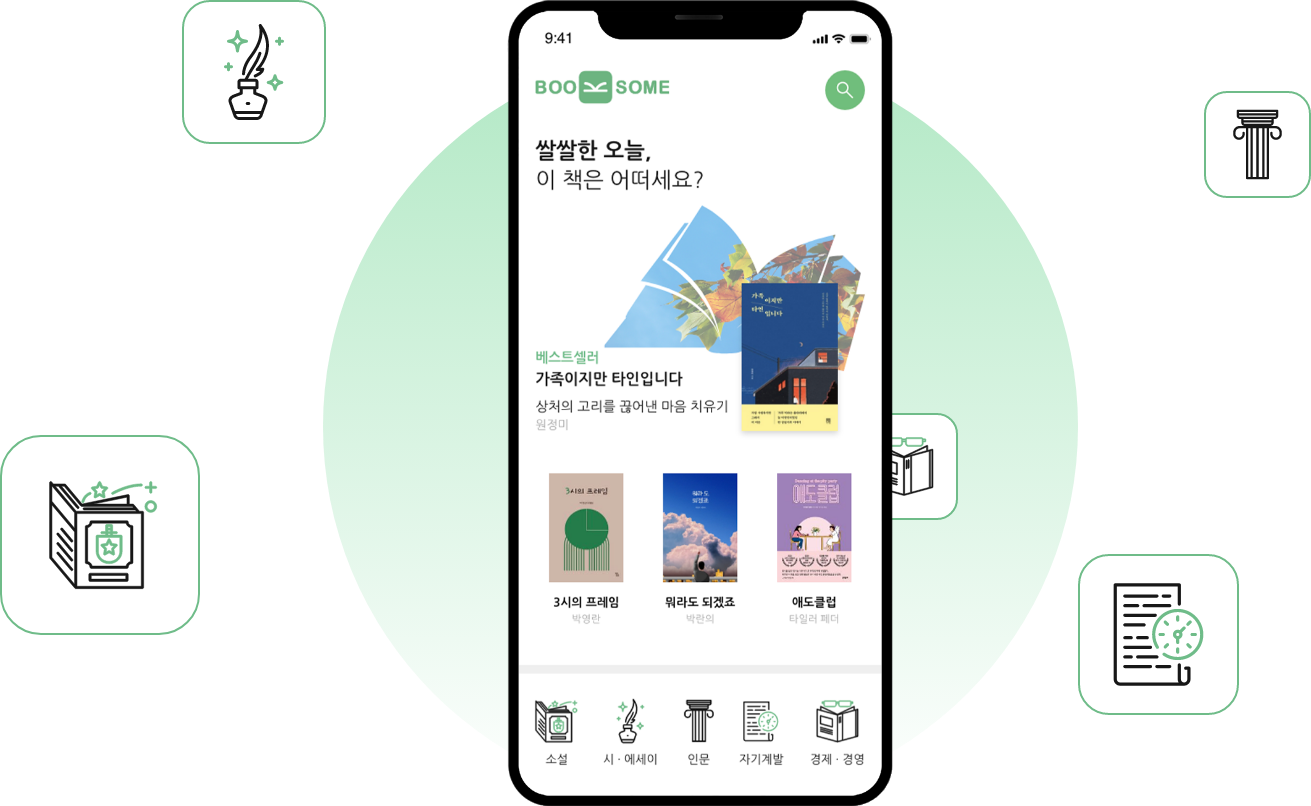 9:41
BOO SOME
쌀쌀한 오늘,
이 책은 어떠세요?
가족
이지만
타인
입니다
베스트셀러
가족이지만 타인입니다
상처의 고리를 끊어낸 마음 치유기
원정미
3시의 프레임
뭐라도
되겠죠
애도클럽
3시의 프레임
뭐라도 되겠죠
애도클럽
박영란
박란의
타일러 페더
소설
시 · 에세이
인문
자기계발
경제 · 경영